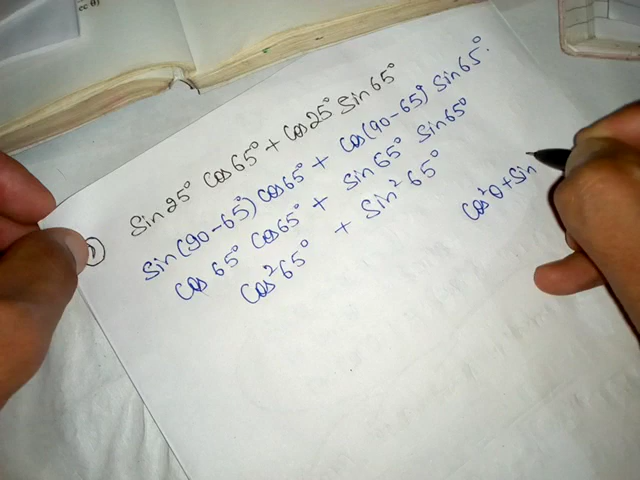 Sin 25° Cos 65° + Cos 25° Sin 65°
Sin(90-65°) Cos 65° + Cos(90-65)° Sin 65°.
Cos 65° Cos 65° + Sin 65° Sin 65°
Cos² 65° + Sin² 65°
Cos²θ + Sin